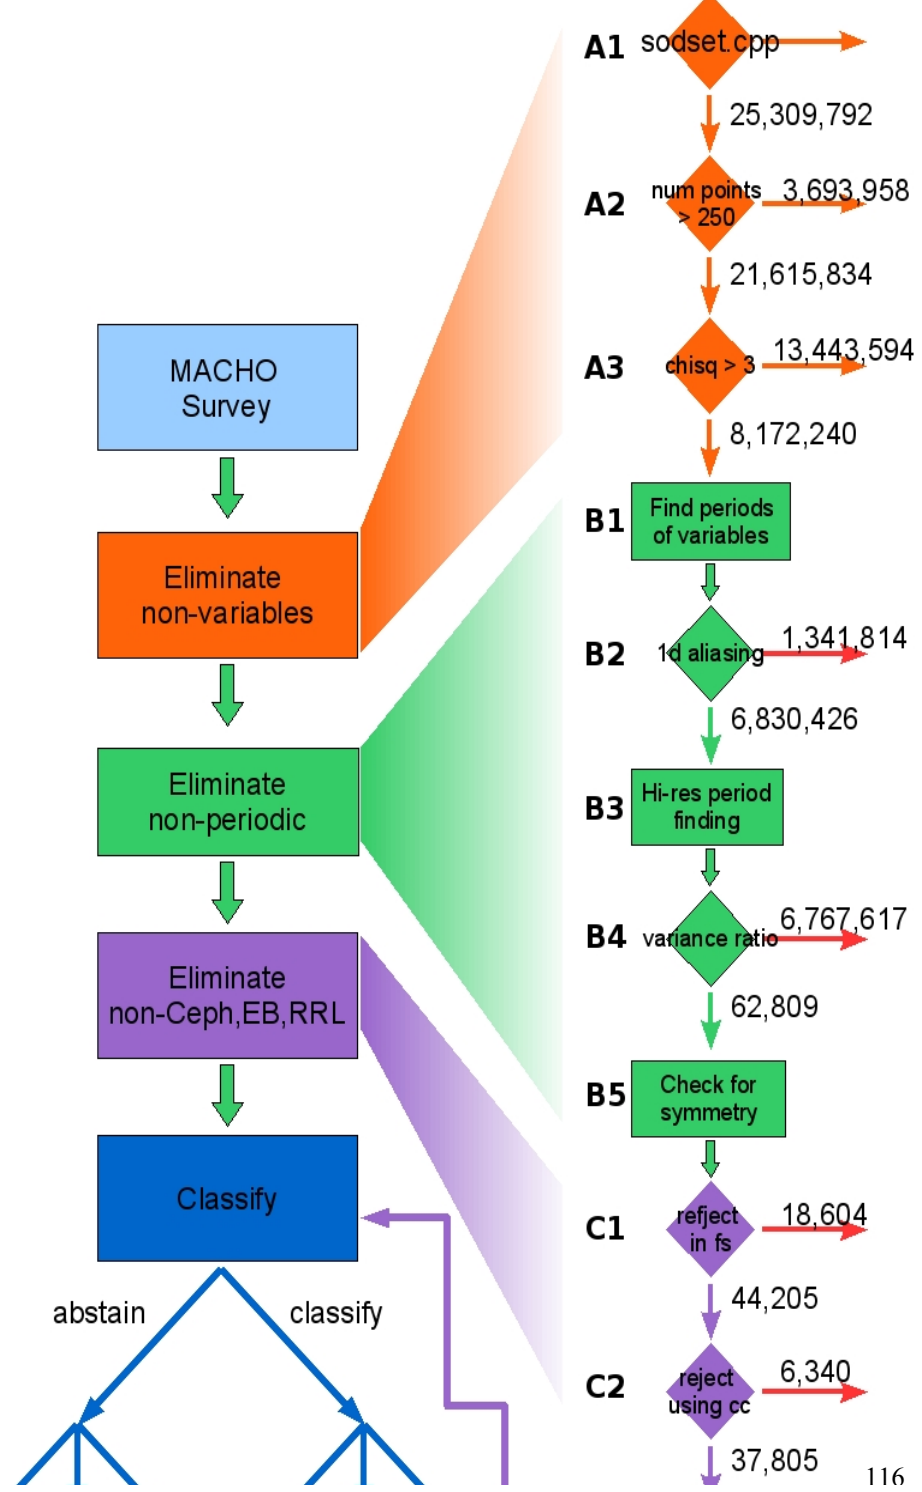 MACHO
Survey
Eliminate
non-variables
Eliminate
non-periodic
Eliminate
non-Ceph,EB,RRL
Classify
abstain
classify
A1
sodset.cpp
25,309,792
A2
num points
> 250
3,693,958
21,615,834
A3
chisq > 3
13,443,594
8,172,240
B1
Find periods
of variables
B2
1d aliasing
1,341,814
6,830,426
B3
Hi-res period
finding
B4
variance ratio
6,767,617
62,809
B5
Check for
symmetry
C1
refject
in fs
18,604
44,205
C2
reject
using cc
6,340
37,805
116